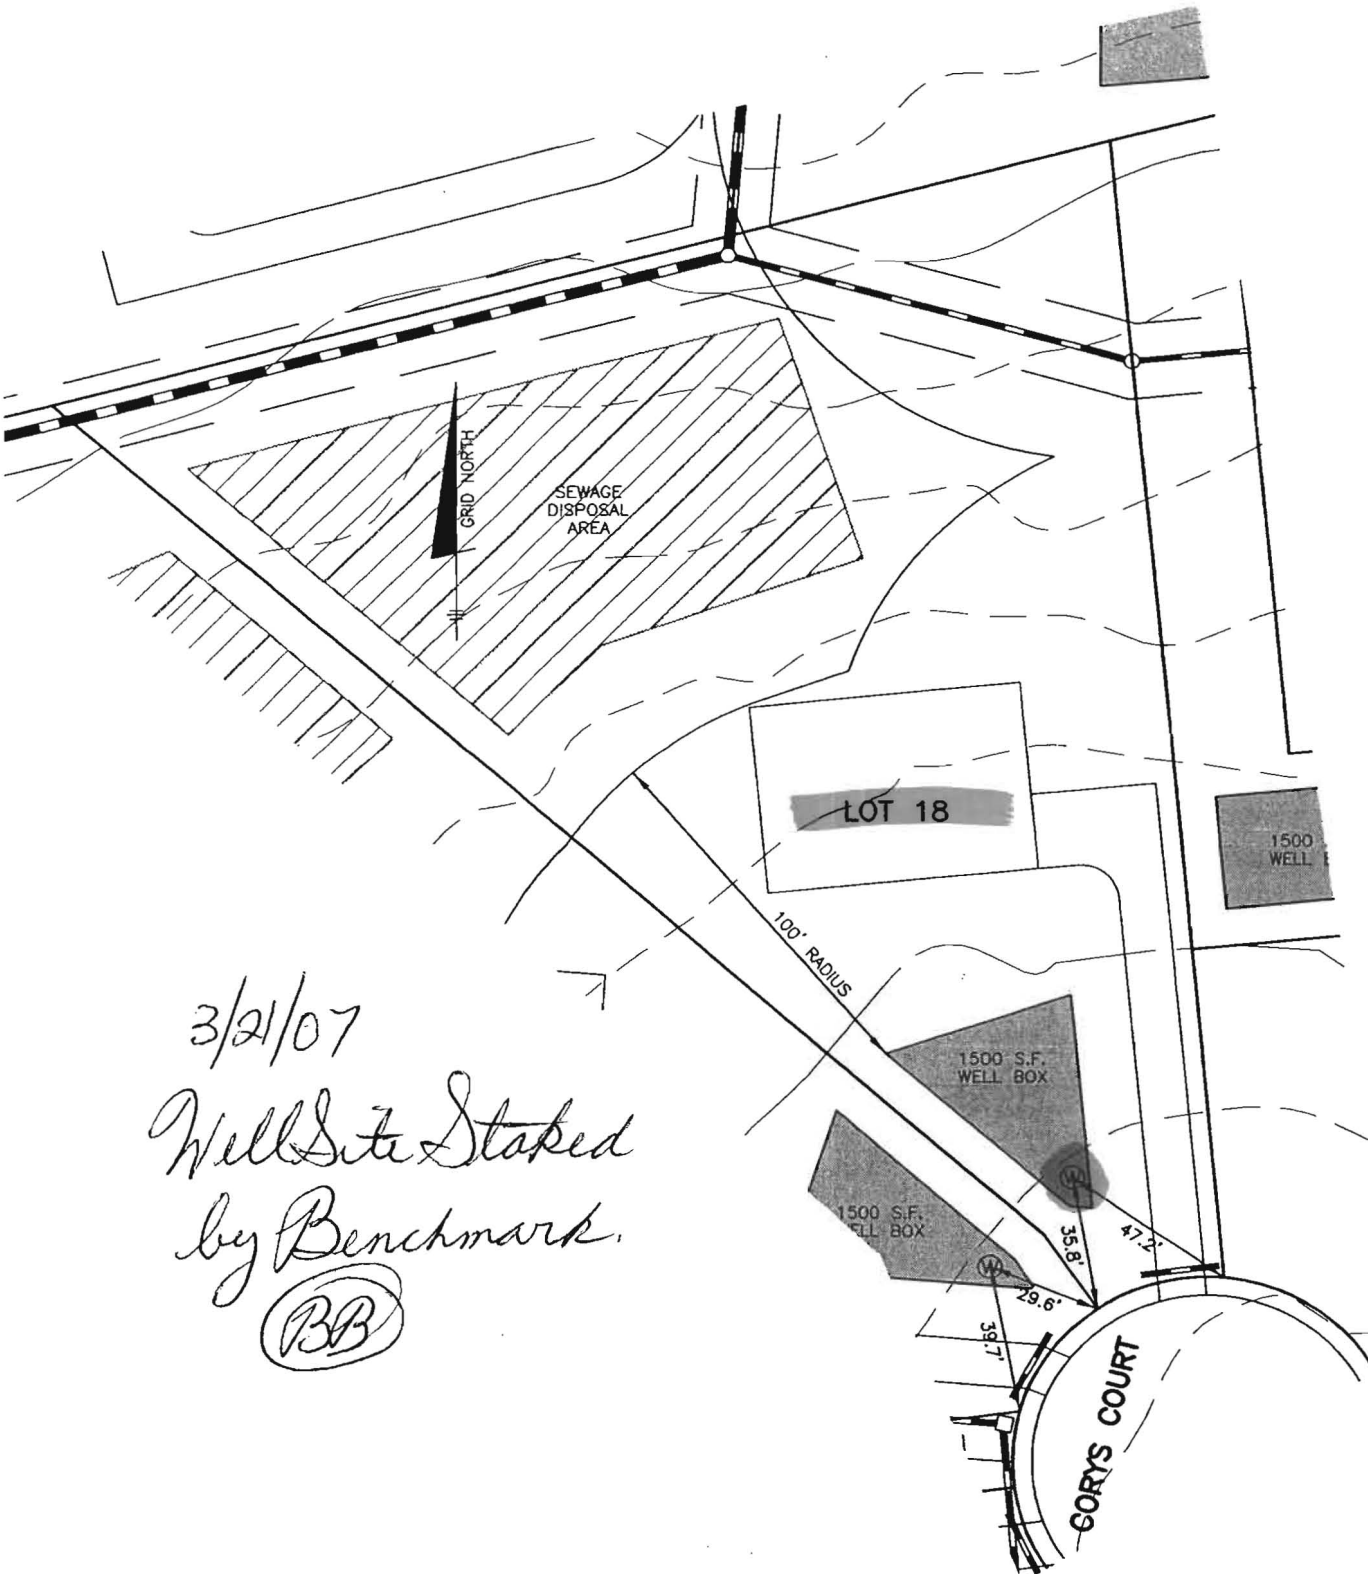 GRID NORTH
SEWAGE
DISPOSAL
AREA
LOT 18
1500
WELL
100' RADIUS
1500 S.F.
WELL BOX
W
1500 S.F.
ELL BOX
W
35.8'
47.2'
29.6'
39.7'
CORYS COURT
3/21/07
Well Site Staked
by Benchmark.
BB